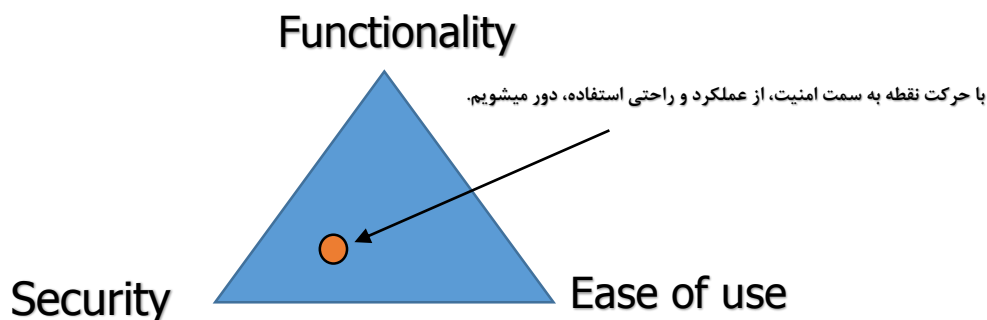 Functionality
با حرکت نقطه به سمت امنیت، از عملکرد و راحتی استفاده، دور میشویم.
Security
Ease of use